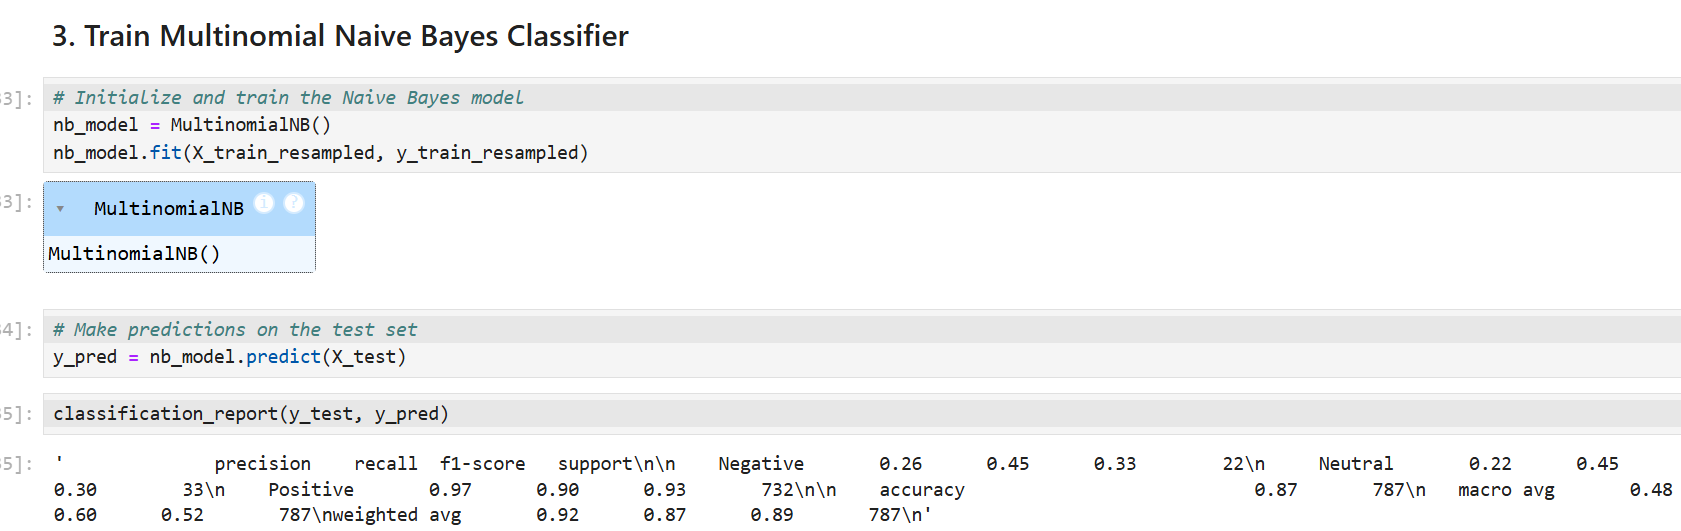 3. Train Multinomial Naive Bayes Classifier
3]:
# Initialize and train the Naive Bayes model
nb_model = MultinomialNB()
nb_model.fit(X_train_resampled, y_train_resampled)
3]:
MultinomialNB i ?
MultinomialNB()
4]:
# Make predictions on the test set
y_pred = nb_model.predict(X_test)
5]:
classification_report(y_test, y_pred)
5]:
' precision recall f1-score support\n\n Negative 0.26 0.45 0.33 22\n Neutral 0.22 0.45
0.30 33\n Positive 0.97 0.90 0.93 732\n\n accuracy 0.87 787\n macro avg 0.48
0.60 0.52 787\nweighted avg 0.92 0.87 0.89 787\n'